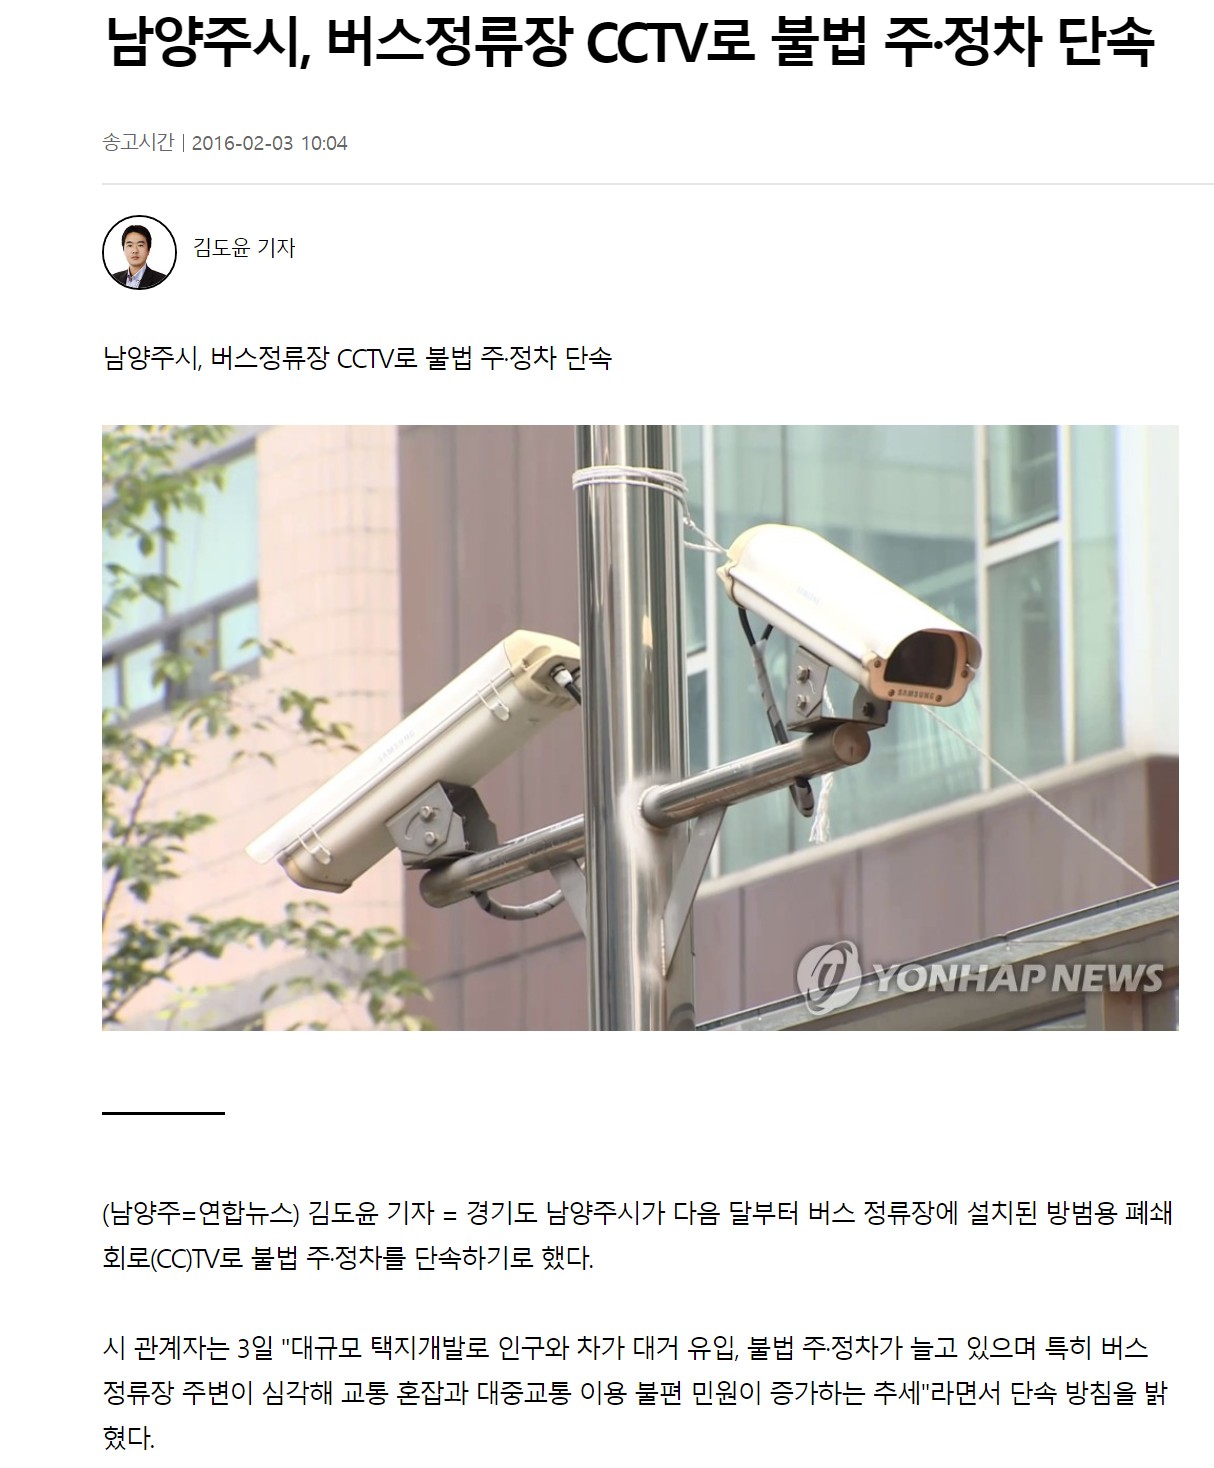 남양주시, 버스정류장 CCTV로 불법 주·정차 단속
송고시간 | 2016-02-03 10:04
김도윤 기자
남양주시, 버스정류장 CCTV로 불법 주·정차 단속
SAMSUNG
SAMSUNG
YONHAP NEWS
(남양주=연합뉴스) 김도윤 기자 = 경기도 남양주시가 다음 달부터 버스 정류장에 설치된 방범용 폐쇄
회로(CC)TV로 불법 주·정차를 단속하기로 했다.
시 관계자는 3일 "대규모 택지개발로 인구와 차가 대거 유입, 불법 주·정차가 늘고 있으며 특히 버스
정류장 주변이 심각해 교통 혼잡과 대중교통 이용 불편 민원이 증가하는 추세"라면서 단속 방침을 밝
혔다.